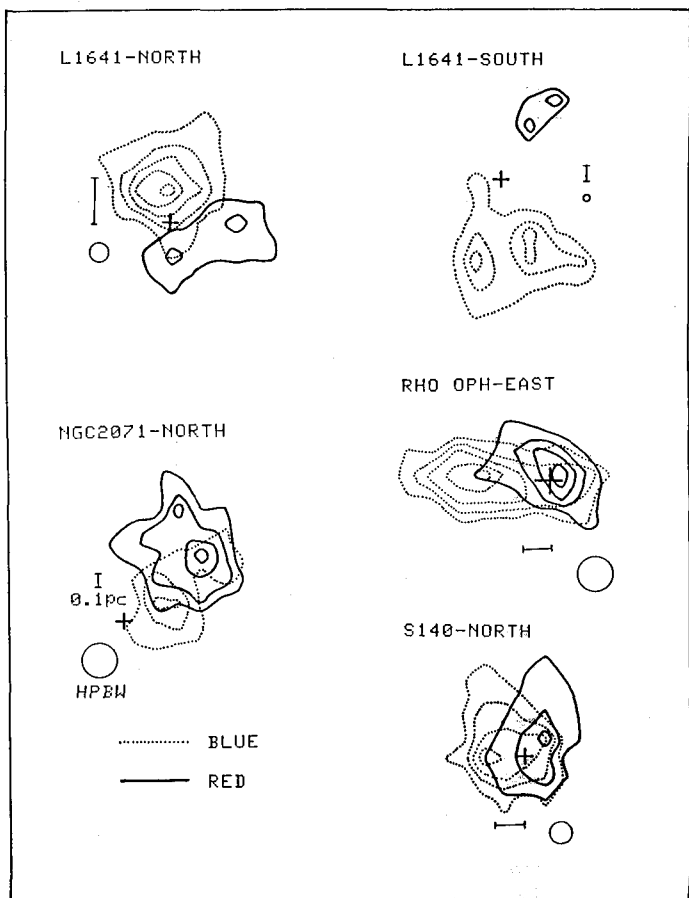 L1641-NORTH
L1641-SOUTH
RHO OPH-EAST
NGC2071-NORTH
0.1pc
HPBW
S140-NORTH
BLUE
RED